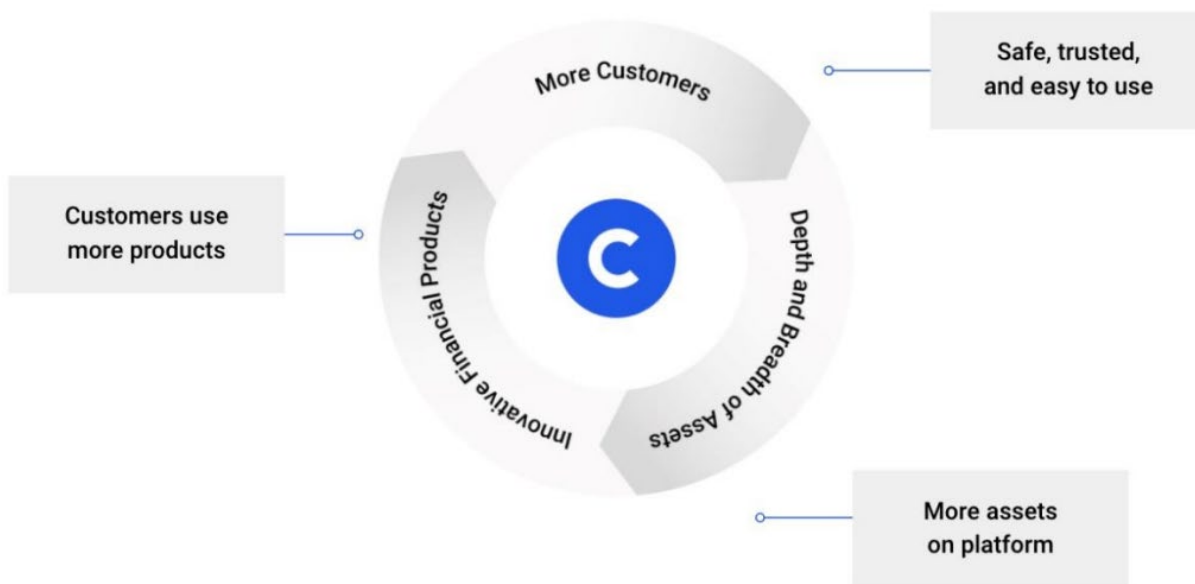 More Customers
Safe, trusted,
and easy to use
Depth and Breadth of Assets
More assets
on platform
Innovative Financial Products
Customers use
more products
C